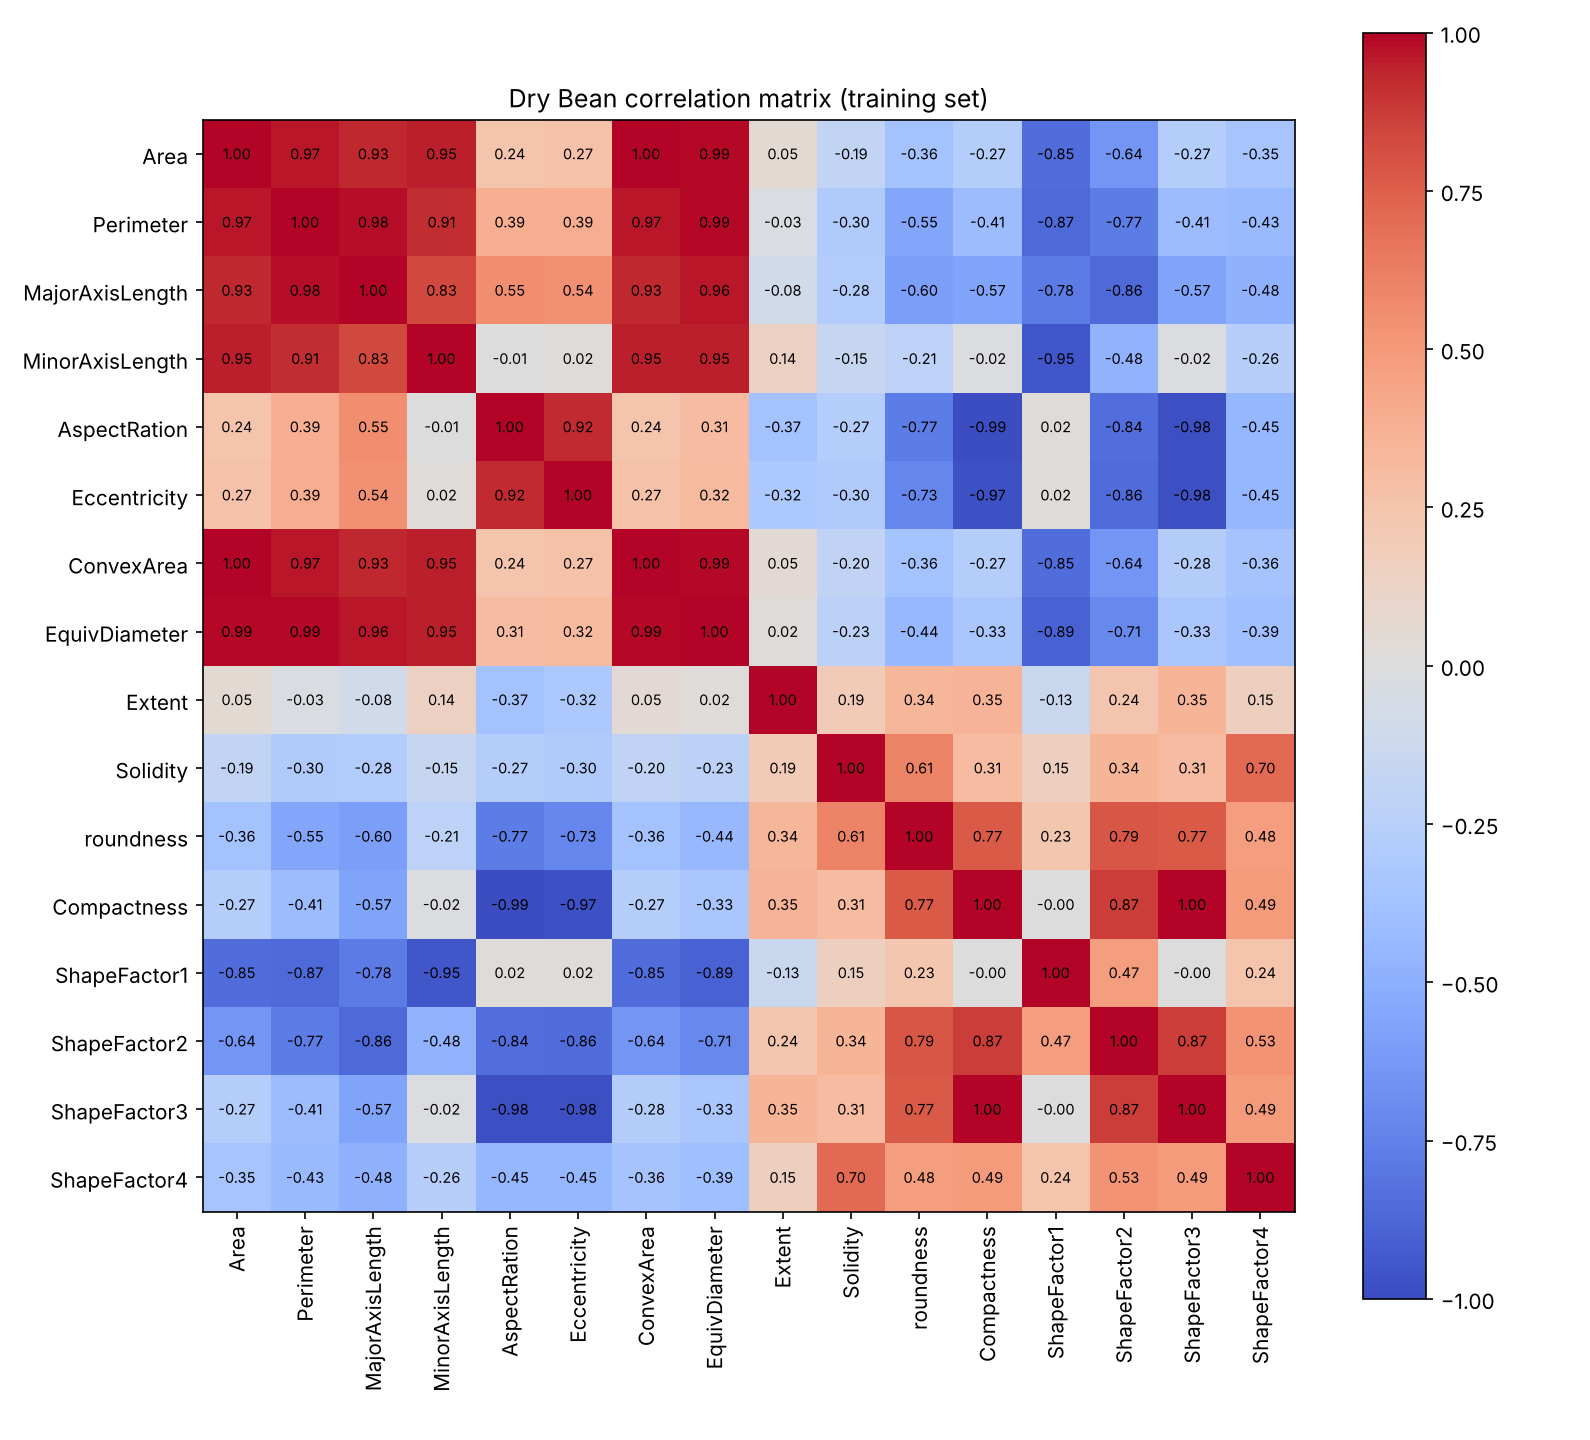 Dry Bean correlation matrix (training set)
Area 1.00 0.97 0.93 0.95 0.24 0.27 1.00 0.99 0.05 -0.19 -0.36 -0.27 -0.85 -0.64 -0.27 -0.35
Perimeter 0.97 1.00 0.98 0.91 0.39 0.39 0.97 0.99 -0.03 -0.30 -0.55 -0.41 -0.87 -0.77 -0.41 -0.43
MajorAxisLength 0.93 0.98 1.00 0.83 0.55 0.54 0.93 0.96 -0.08 -0.28 -0.60 -0.57 -0.78 -0.86 -0.57 -0.48
MinorAxisLength 0.95 0.91 0.83 1.00 -0.01 0.02 0.95 0.95 0.14 -0.15 -0.21 -0.02 -0.95 -0.48 -0.02 -0.26
AspectRation 0.24 0.39 0.55 -0.01 1.00 0.92 0.24 0.31 -0.37 -0.27 -0.77 -0.99 0.02 -0.84 -0.98 -0.45
Eccentricity 0.27 0.39 0.54 0.02 0.92 1.00 0.27 0.32 -0.32 -0.30 -0.73 -0.97 0.02 -0.86 -0.98 -0.45
ConvexArea 1.00 0.97 0.93 0.95 0.24 0.27 1.00 0.99 0.05 -0.20 -0.36 -0.27 -0.85 -0.64 -0.28 -0.36
EquivDiameter 0.99 0.99 0.96 0.95 0.31 0.32 0.99 1.00 0.02 -0.23 -0.44 -0.33 -0.89 -0.71 -0.33 -0.39
Extent 0.05 -0.03 -0.08 0.14 -0.37 -0.32 0.05 0.02 1.00 0.19 0.34 0.35 -0.13 0.24 0.35 0.15
Solidity -0.19 -0.30 -0.28 -0.15 -0.27 -0.30 -0.20 -0.23 0.19 1.00 0.61 0.31 0.15 0.34 0.31 0.70
roundness -0.36 -0.55 -0.60 -0.21 -0.77 -0.73 -0.36 -0.44 0.34 0.61 1.00 0.77 0.23 0.79 0.77 0.48
Compactness -0.27 -0.41 -0.57 -0.02 -0.99 -0.97 -0.27 -0.33 0.35 0.31 0.77 1.00 -0.00 0.87 1.00 0.49
ShapeFactor1 -0.85 -0.87 -0.78 -0.95 0.02 0.02 -0.85 -0.89 -0.13 0.15 0.23 -0.00 1.00 0.47 -0.00 0.24
ShapeFactor2 -0.64 -0.77 -0.86 -0.48 -0.84 -0.86 -0.64 -0.71 0.24 0.34 0.79 0.87 0.47 1.00 0.87 0.53
ShapeFactor3 -0.27 -0.41 -0.57 -0.02 -0.98 -0.98 -0.28 -0.33 0.35 0.31 0.77 1.00 -0.00 0.87 1.00 0.49
ShapeFactor4 -0.35 -0.43 -0.48 -0.26 -0.45 -0.45 -0.36 -0.39 0.15 0.70 0.48 0.49 0.24 0.53 0.49 1.00
Area
Perimeter
MajorAxisLength
MinorAxisLength
AspectRation
Eccentricity
ConvexArea
EquivDiameter
Extent
Solidity
roundness
Compactness
ShapeFactor1
ShapeFactor2
ShapeFactor3
ShapeFactor4
1.00
0.75
0.50
0.25
0.00
−0.25
−0.50
−0.75
−1.00